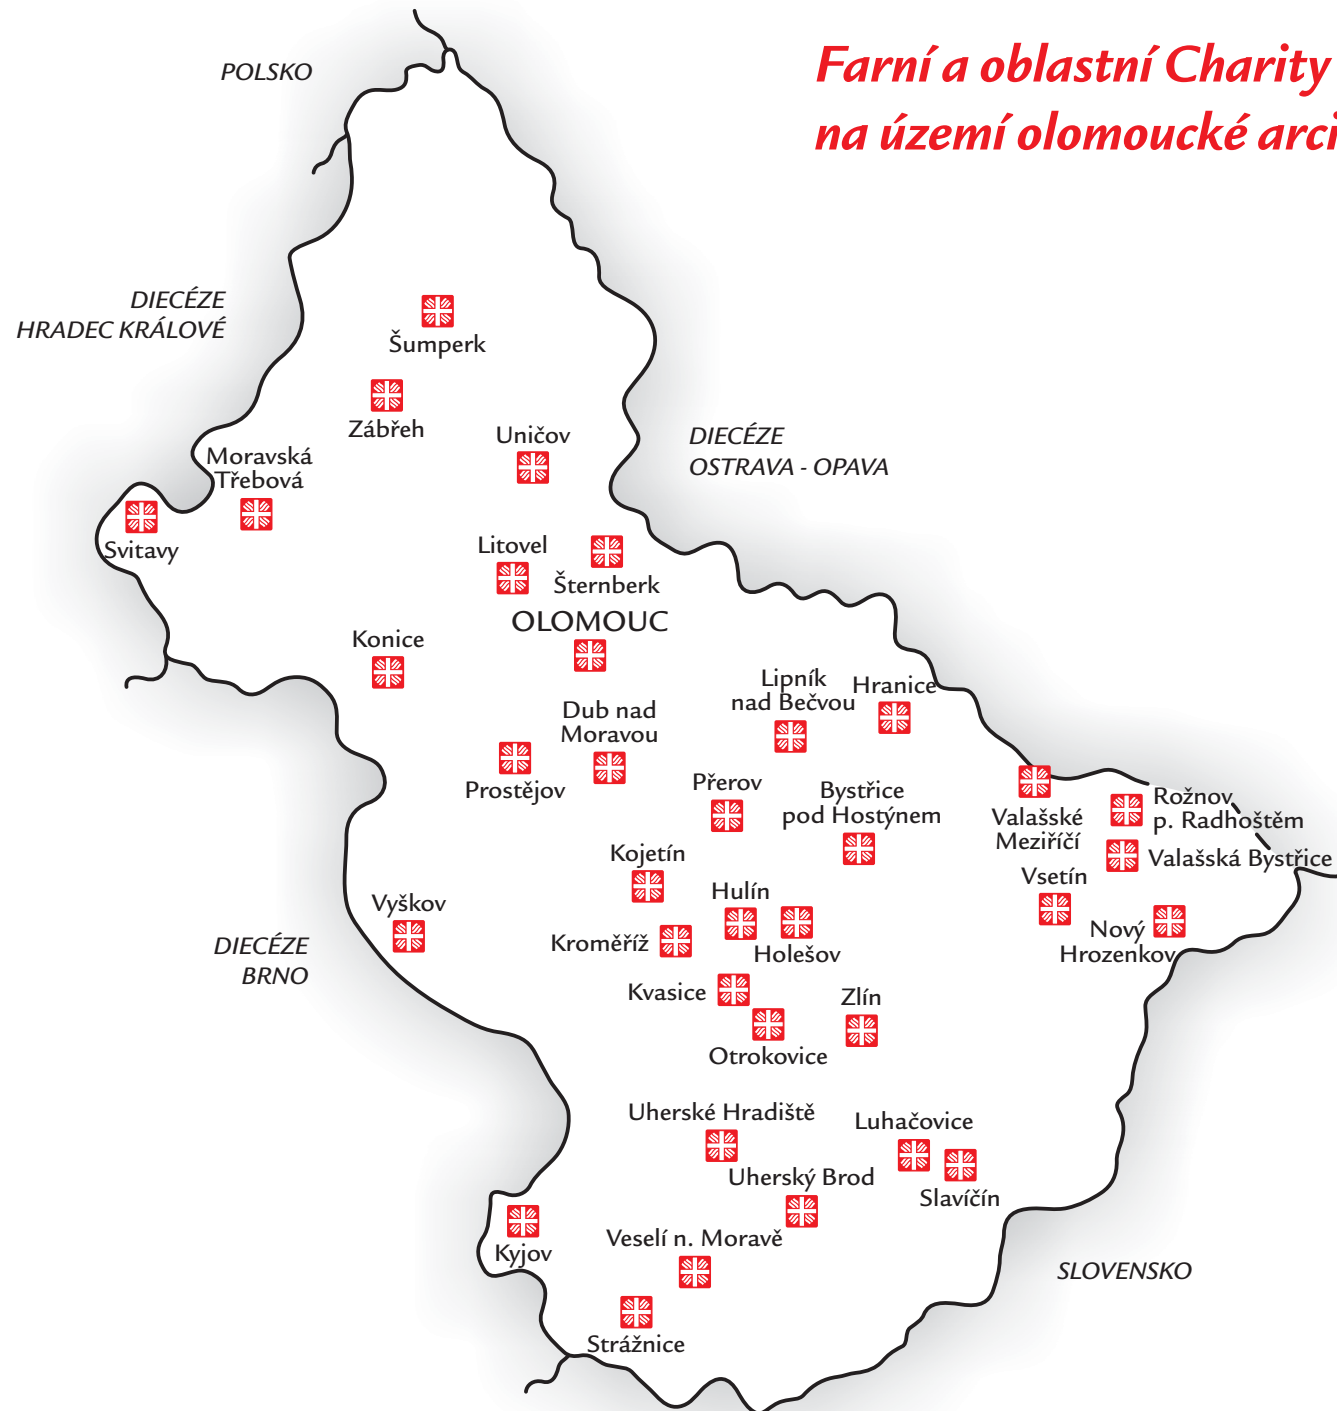 Farní a oblastní Charity
na území olomoucké arci
POLSKO
DIECÉZE
HRADEC KRÁLOVÉ
Šumperk
Zábřeh
Uničov
DIECÉZE
OSTRAVA - OPAVA
Moravská
Třebová
Svitavy
Litovel
Šternberk
OLOMOUC
Konice
Lipník
nad Bečvou
Hranice
Dub nad
Moravou
Prostějov
Přerov
Bystřice
pod Hostýnem
Valašské
Meziříčí
Rožnov
p. Radhoštěm
Valašská Bystřice
Kojetín
Vsetín
Hulín
Vyškov
Nový
Hrozenkov
Kroměříž
Holešov
DIECÉZE
BRNO
Kvasice
Zlín
Otrokovice
Uherské Hradiště
Luhačovice
Uherský Brod
Slavíčín
Veselí n. Moravě
Kyjov
SLOVENSKO
Strážnice